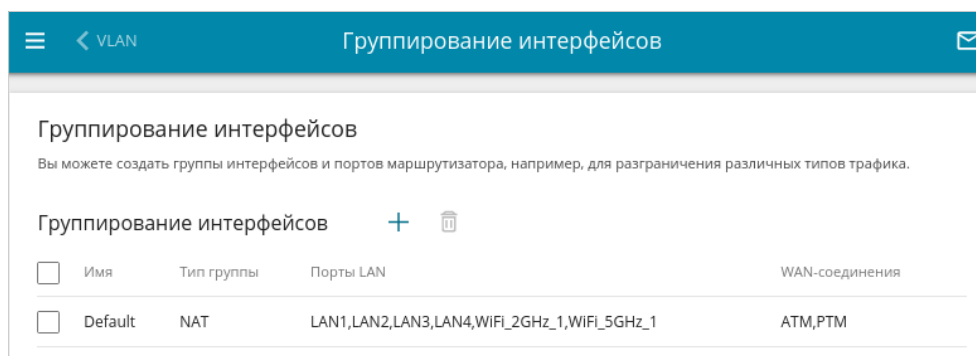 VLAN Группирование интерфейсов
Группирование интерфейсов
Вы можете создать группы интерфейсов и портов маршрутизатора, например, для разграничения различных типов трафика.
Группирование интерфейсов
Имя Тип группы Порты LAN WAN-соединения
Default NAT LAN1,LAN2,LAN3,LAN4,WiFi_2GHz_1,WiFi_5GHz_1 ATM,PTM